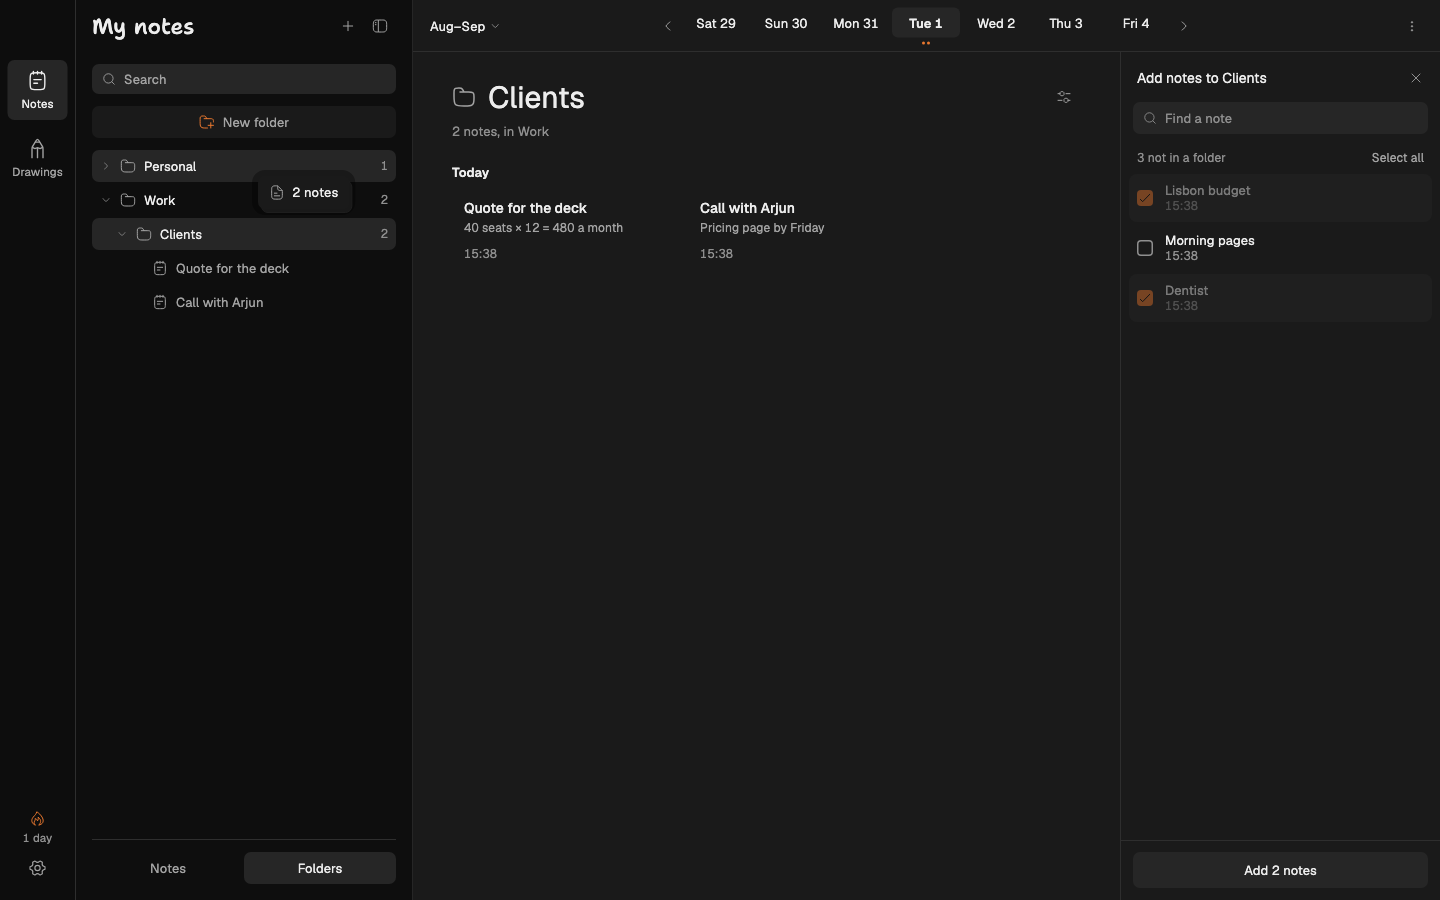 My notes
Search
New folder
Personal 1
2 notes
Work 2
Clients 2
Quote for the deck
Call with Arjun
Notes
Drawings
1 day
Notes
Folders
Aug–Sep
Sat 29 Sun 30 Mon 31 Tue 1 Wed 2 Thu 3 Fri 4
Clients
2 notes, in Work
Today
Quote for the deck
40 seats × 12 = 480 a month
15:38
Call with Arjun
Pricing page by Friday
15:38
Add notes to Clients
Find a note
3 not in a folder Select all
Lisbon budget
15:38
Morning pages
15:38
Dentist
15:38
Add 2 notes